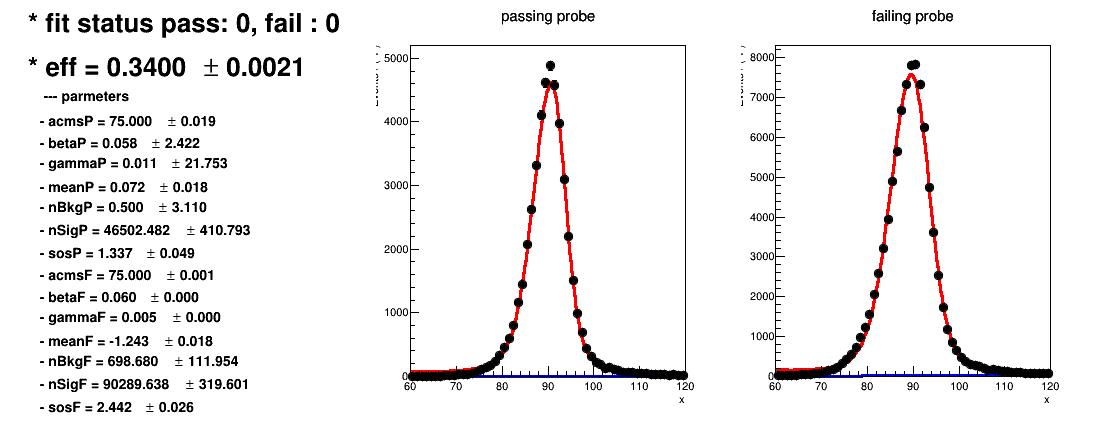 * fit status pass: 0, fail : 0
* eff = 0.3400 ± 0.0021
--- parmeters
- acmsP = 75.000 ± 0.019
- betaP = 0.058 ± 2.422
- gammaP = 0.011 ± 21.753
- meanP = 0.072 ± 0.018
- nBkgP = 0.500 ± 3.110
- nSigP = 46502.482 ± 410.793
- sosP = 1.337 ± 0.049
- acmsF = 75.000 ± 0.001
- betaF = 0.060 ± 0.000
- gammaF = 0.005 ± 0.000
- meanF = -1.243 ± 0.018
- nBkgF = 698.680 ± 111.954
- nSigF = 90289.638 ± 319.601
- sosF = 2.442 ± 0.026
passing probe
5000
4000
3000
2000
1000
0
60 70 80 90 100 110 120
x
failing probe
8000
7000
6000
5000
4000
3000
2000
1000
0
60 70 80 90 100 110 120
x